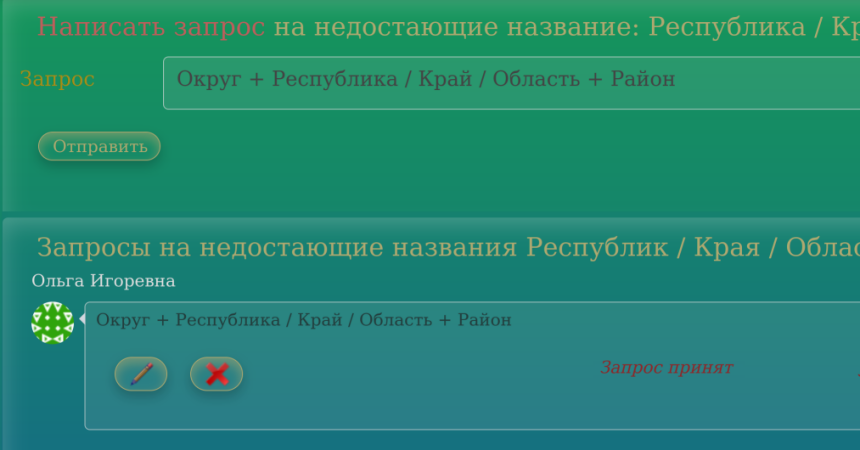 Написать запрос на недостающие название: Республика / Кр
Запрос
Округ + Республика / Край / Область + Район
Отправить
Запросы на недостающие названия Республик / Края / Облас
Ольга Игоревна
Округ + Республика / Край / Область + Район
Запрос принят